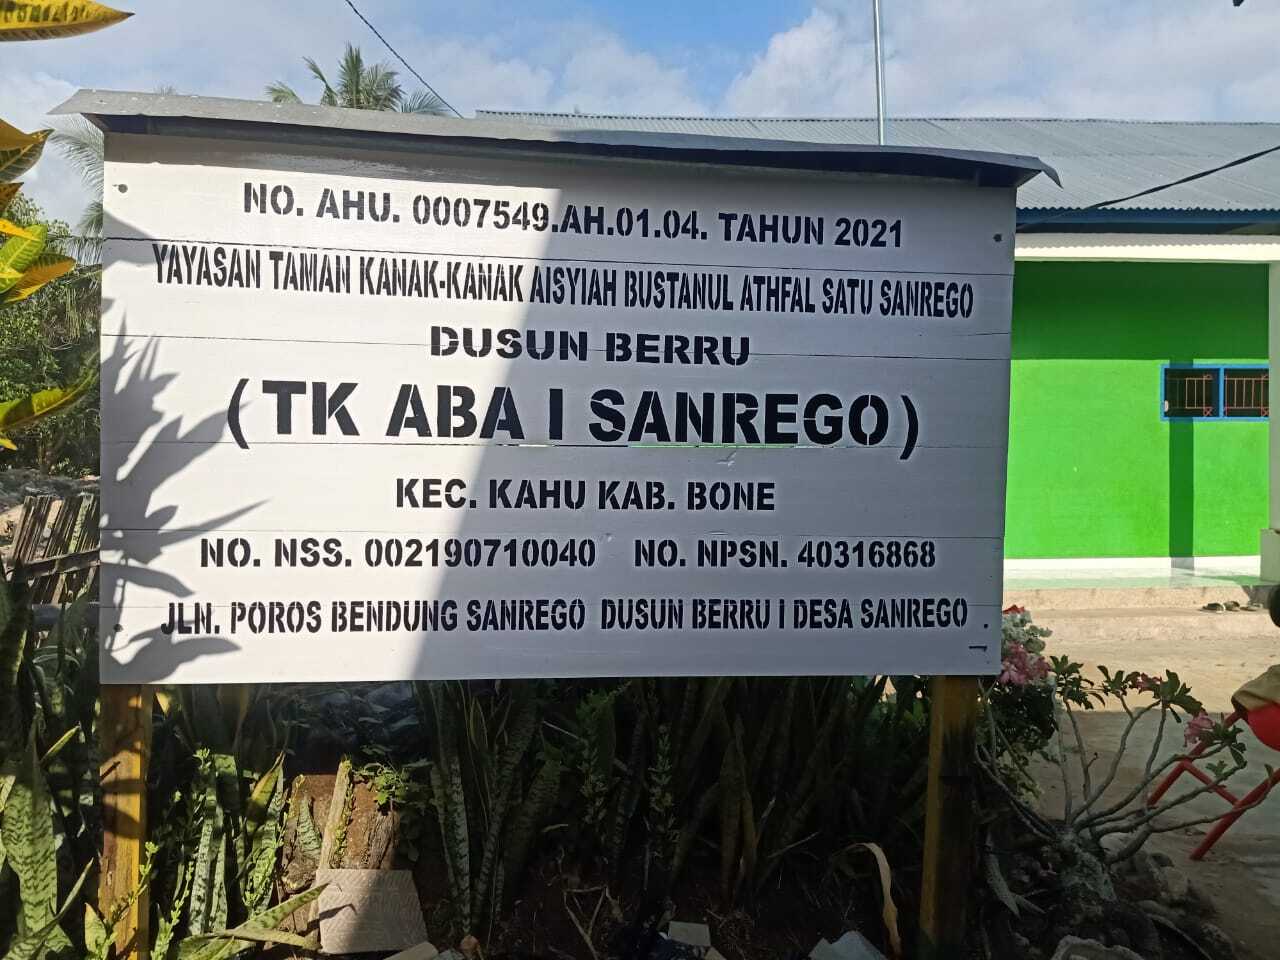 NO. AHU. 0007549.AH.01.04. TAHUN 2021
YAYASAN TAMAN KANAK-KANAK AISYIAH BUSTANUL ATHFAL SATU SANREGO
DUSUN BERRU
(TK ABA I SANREGO)
KEC. KAHU KAB. BONE
NO. NSS. 002190710040 NO. NPSN. 40316868
JLN. POROS BENDUNG SANREGO DUSUN BERRU I DESA SANREGO